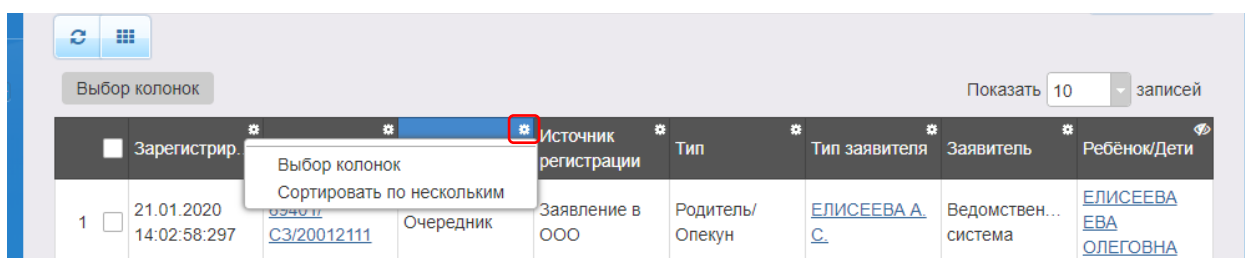 Выбор колонок
Показать 10 записей
Зарегистрир...
Источник регистрации
Тип
Тип заявителя
Заявитель
Ребёнок/Дети
Выбор колонок
Сортировать по нескольким
1
21.01.2020
14:02:58:297
С3/20012111
Очередник
Заявление в
ООО
Родитель/
Опекун
ЕЛИСЕЕВА А.
С.
Ведомствен...
система
ЕЛИСЕЕВА
ЕВА
ОЛЕГОВНА